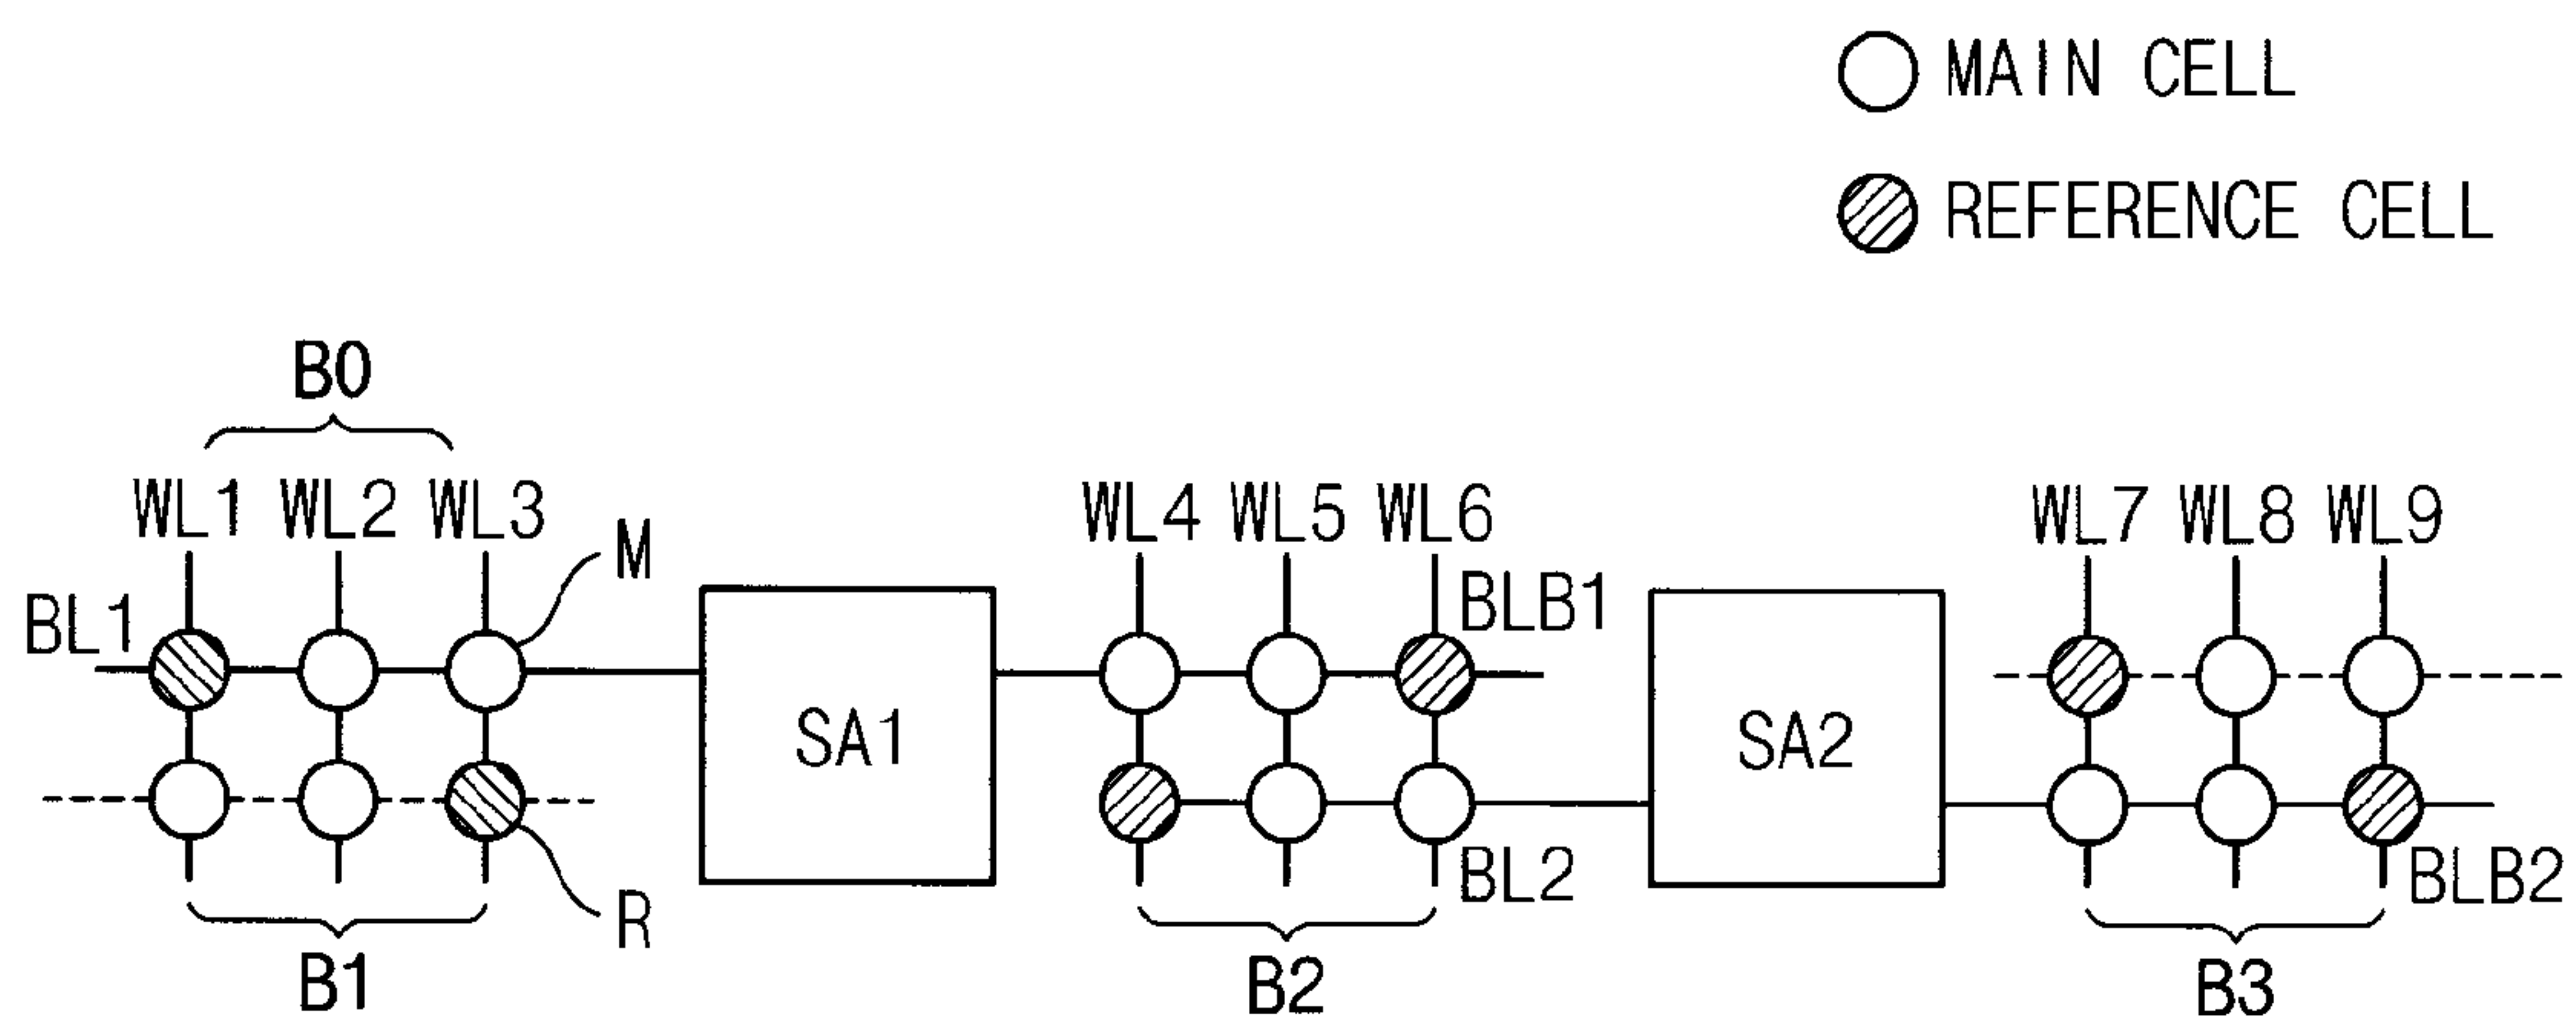 MAIN CELL
REFERENCE CELL
B0
WL1 WL2 WL3
WL4 WL5 WL6
WL7 WL8 WL9
M
BL1
BLB1
SA1
SA2
R
BL2
BLB2
B1
B2
B3